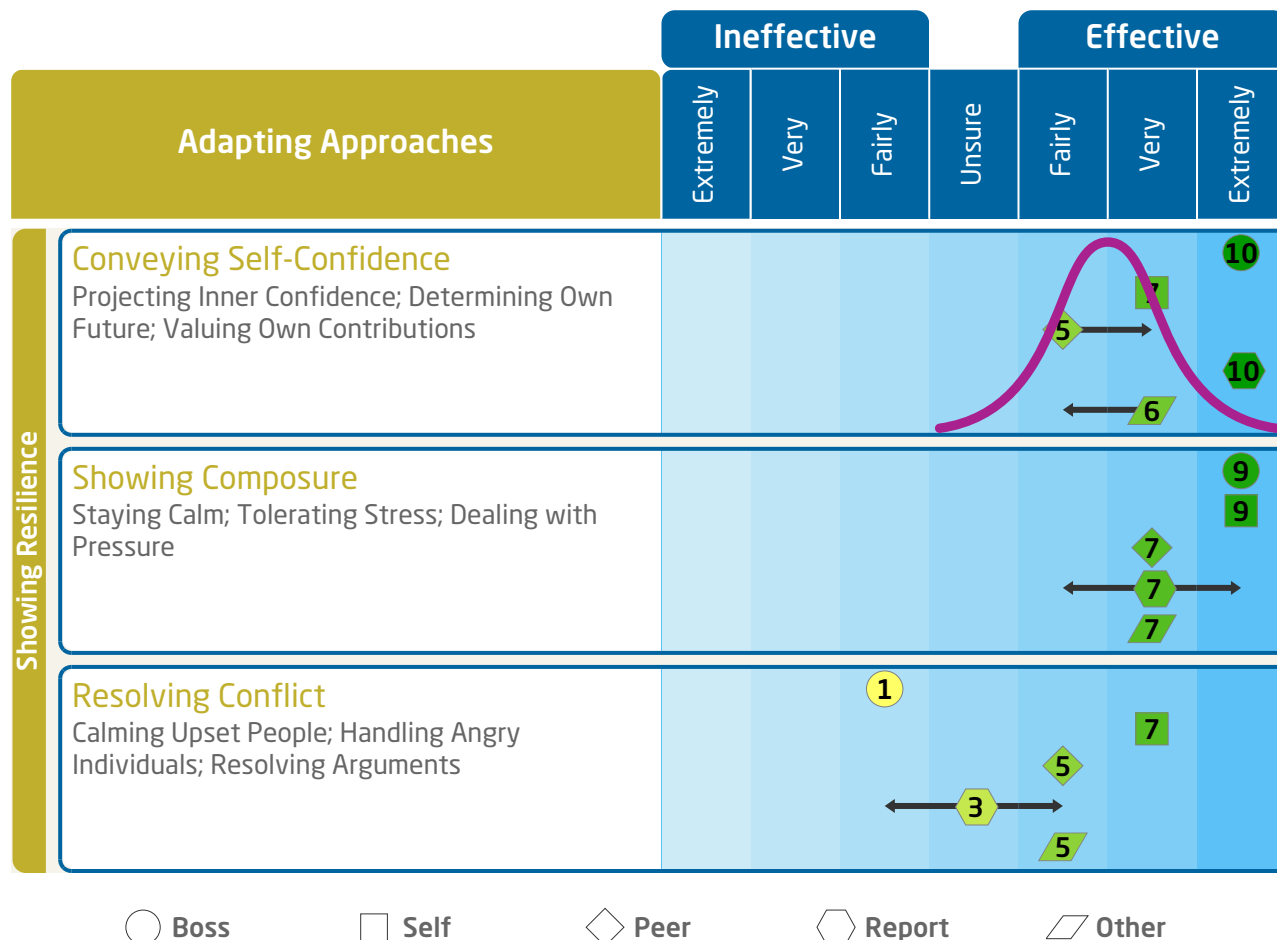 Ineffective
Effective
Adapting Approaches
Extremely
Very
Fairly
Unsure
Fairly
Very
Extremely
Showing Resilience
Conveying Self-Confidence
Projecting Inner Confidence; Determining Own
Future; Valuing Own Contributions
10
7
5
10
6
Showing Composure
Staying Calm; Tolerating Stress; Dealing with
Pressure
9
9
7
7
7
Resolving Conflict
Calming Upset People; Handling Angry
Individuals; Resolving Arguments
1
7
5
3
5
Boss
Self
Peer
Report
Other